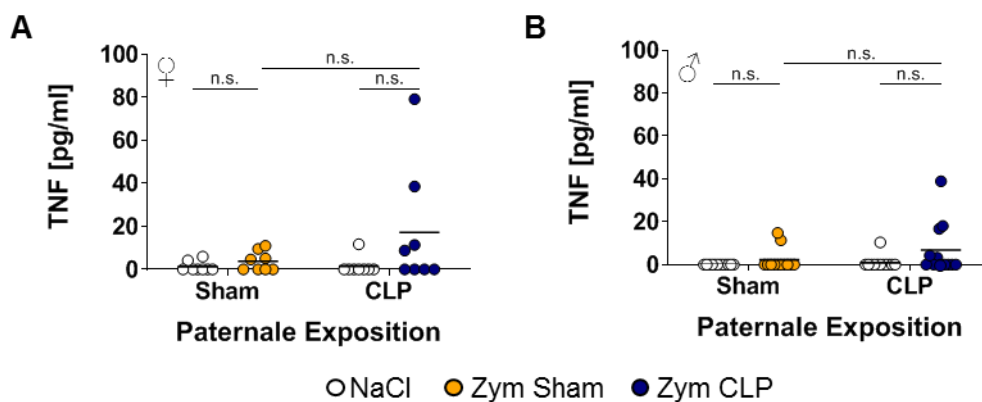 A
♀
TNF [pg/ml]
100
80
60
40
20
0
n.s.
n.s.
n.s.
Sham
CLP
Paternale Exposition
B
♂
TNF [pg/ml]
100
80
60
40
20
0
n.s.
n.s.
n.s.
Sham
CLP
Paternale Exposition
NaCl Zym Sham Zym CLP